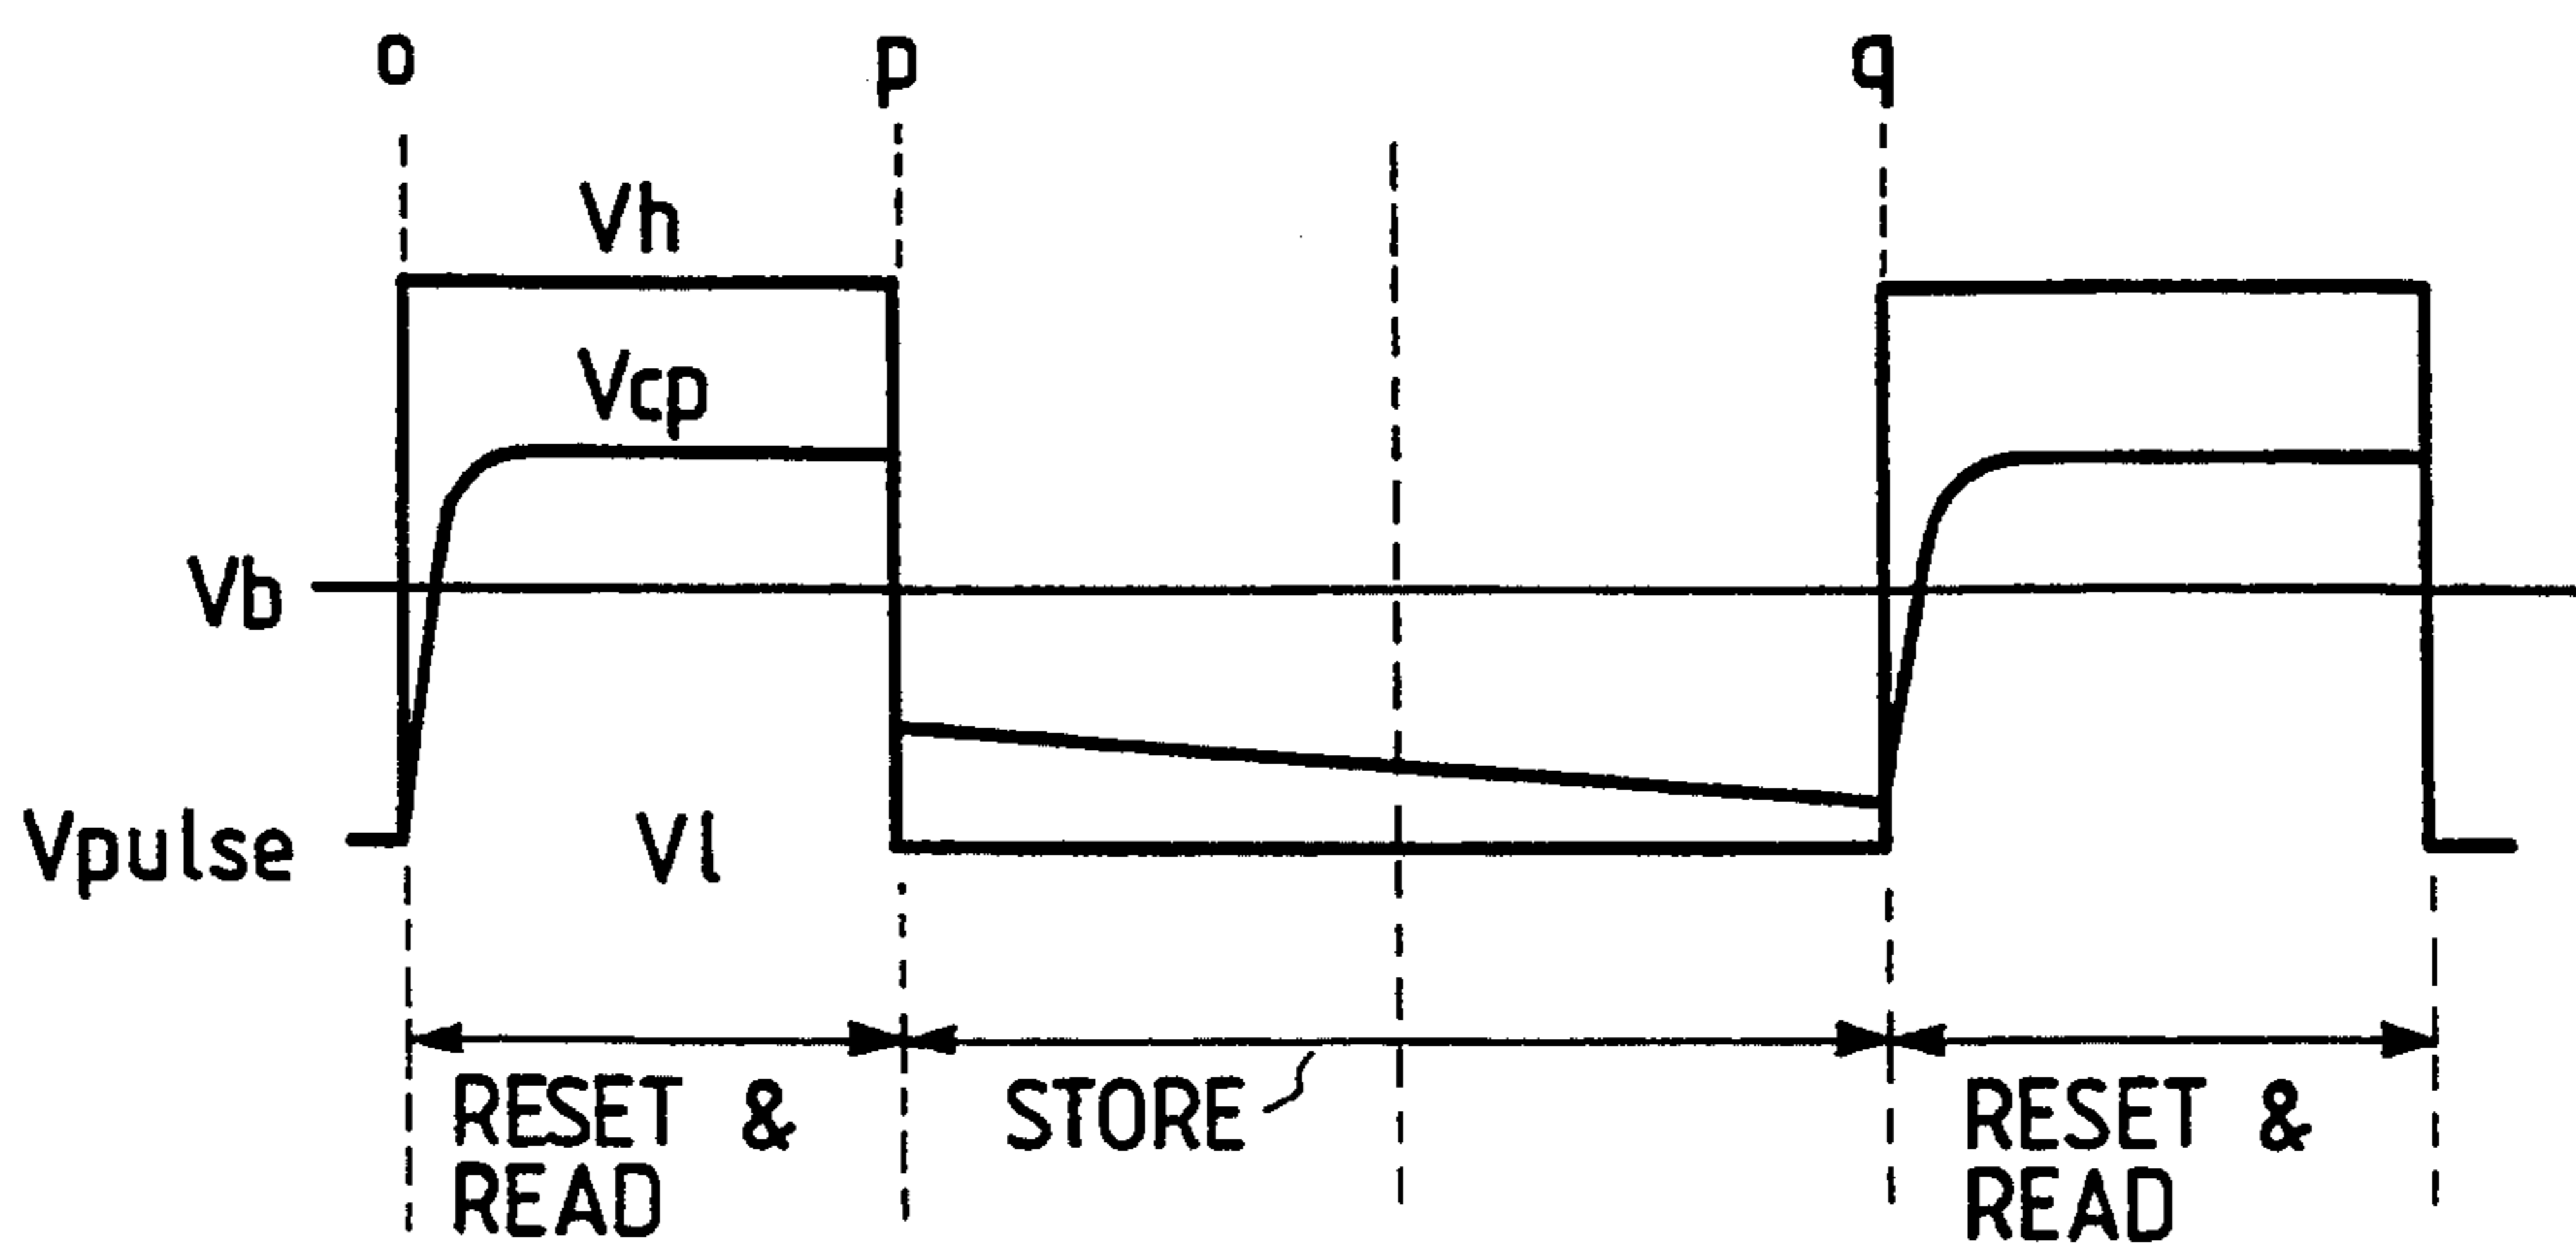 o p q
Vh
Vcp
Vb
Vpulse Vl
RESET & READ
STORE
RESET & READ